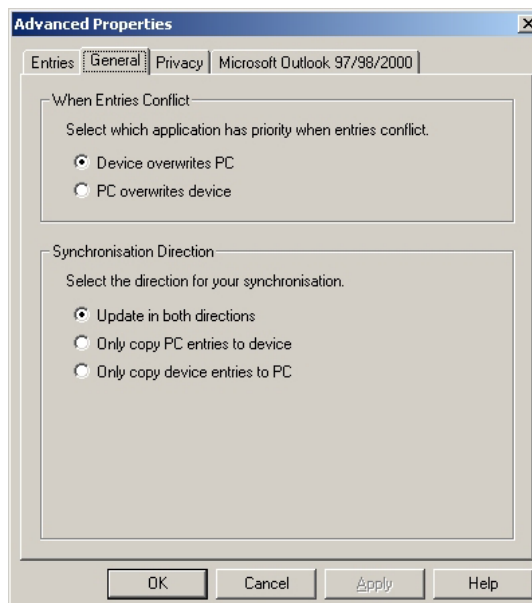 Advanced Properties
Entries General Privacy Microsoft Outlook 97/98/2000
When Entries Conflict
Select which application has priority when entries conflict.
Device overwrites PC
PC overwrites device
Synchronisation Direction
Select the direction for your synchronisation.
Update in both directions
Only copy PC entries to device
Only copy device entries to PC
OK Cancel Apply Help